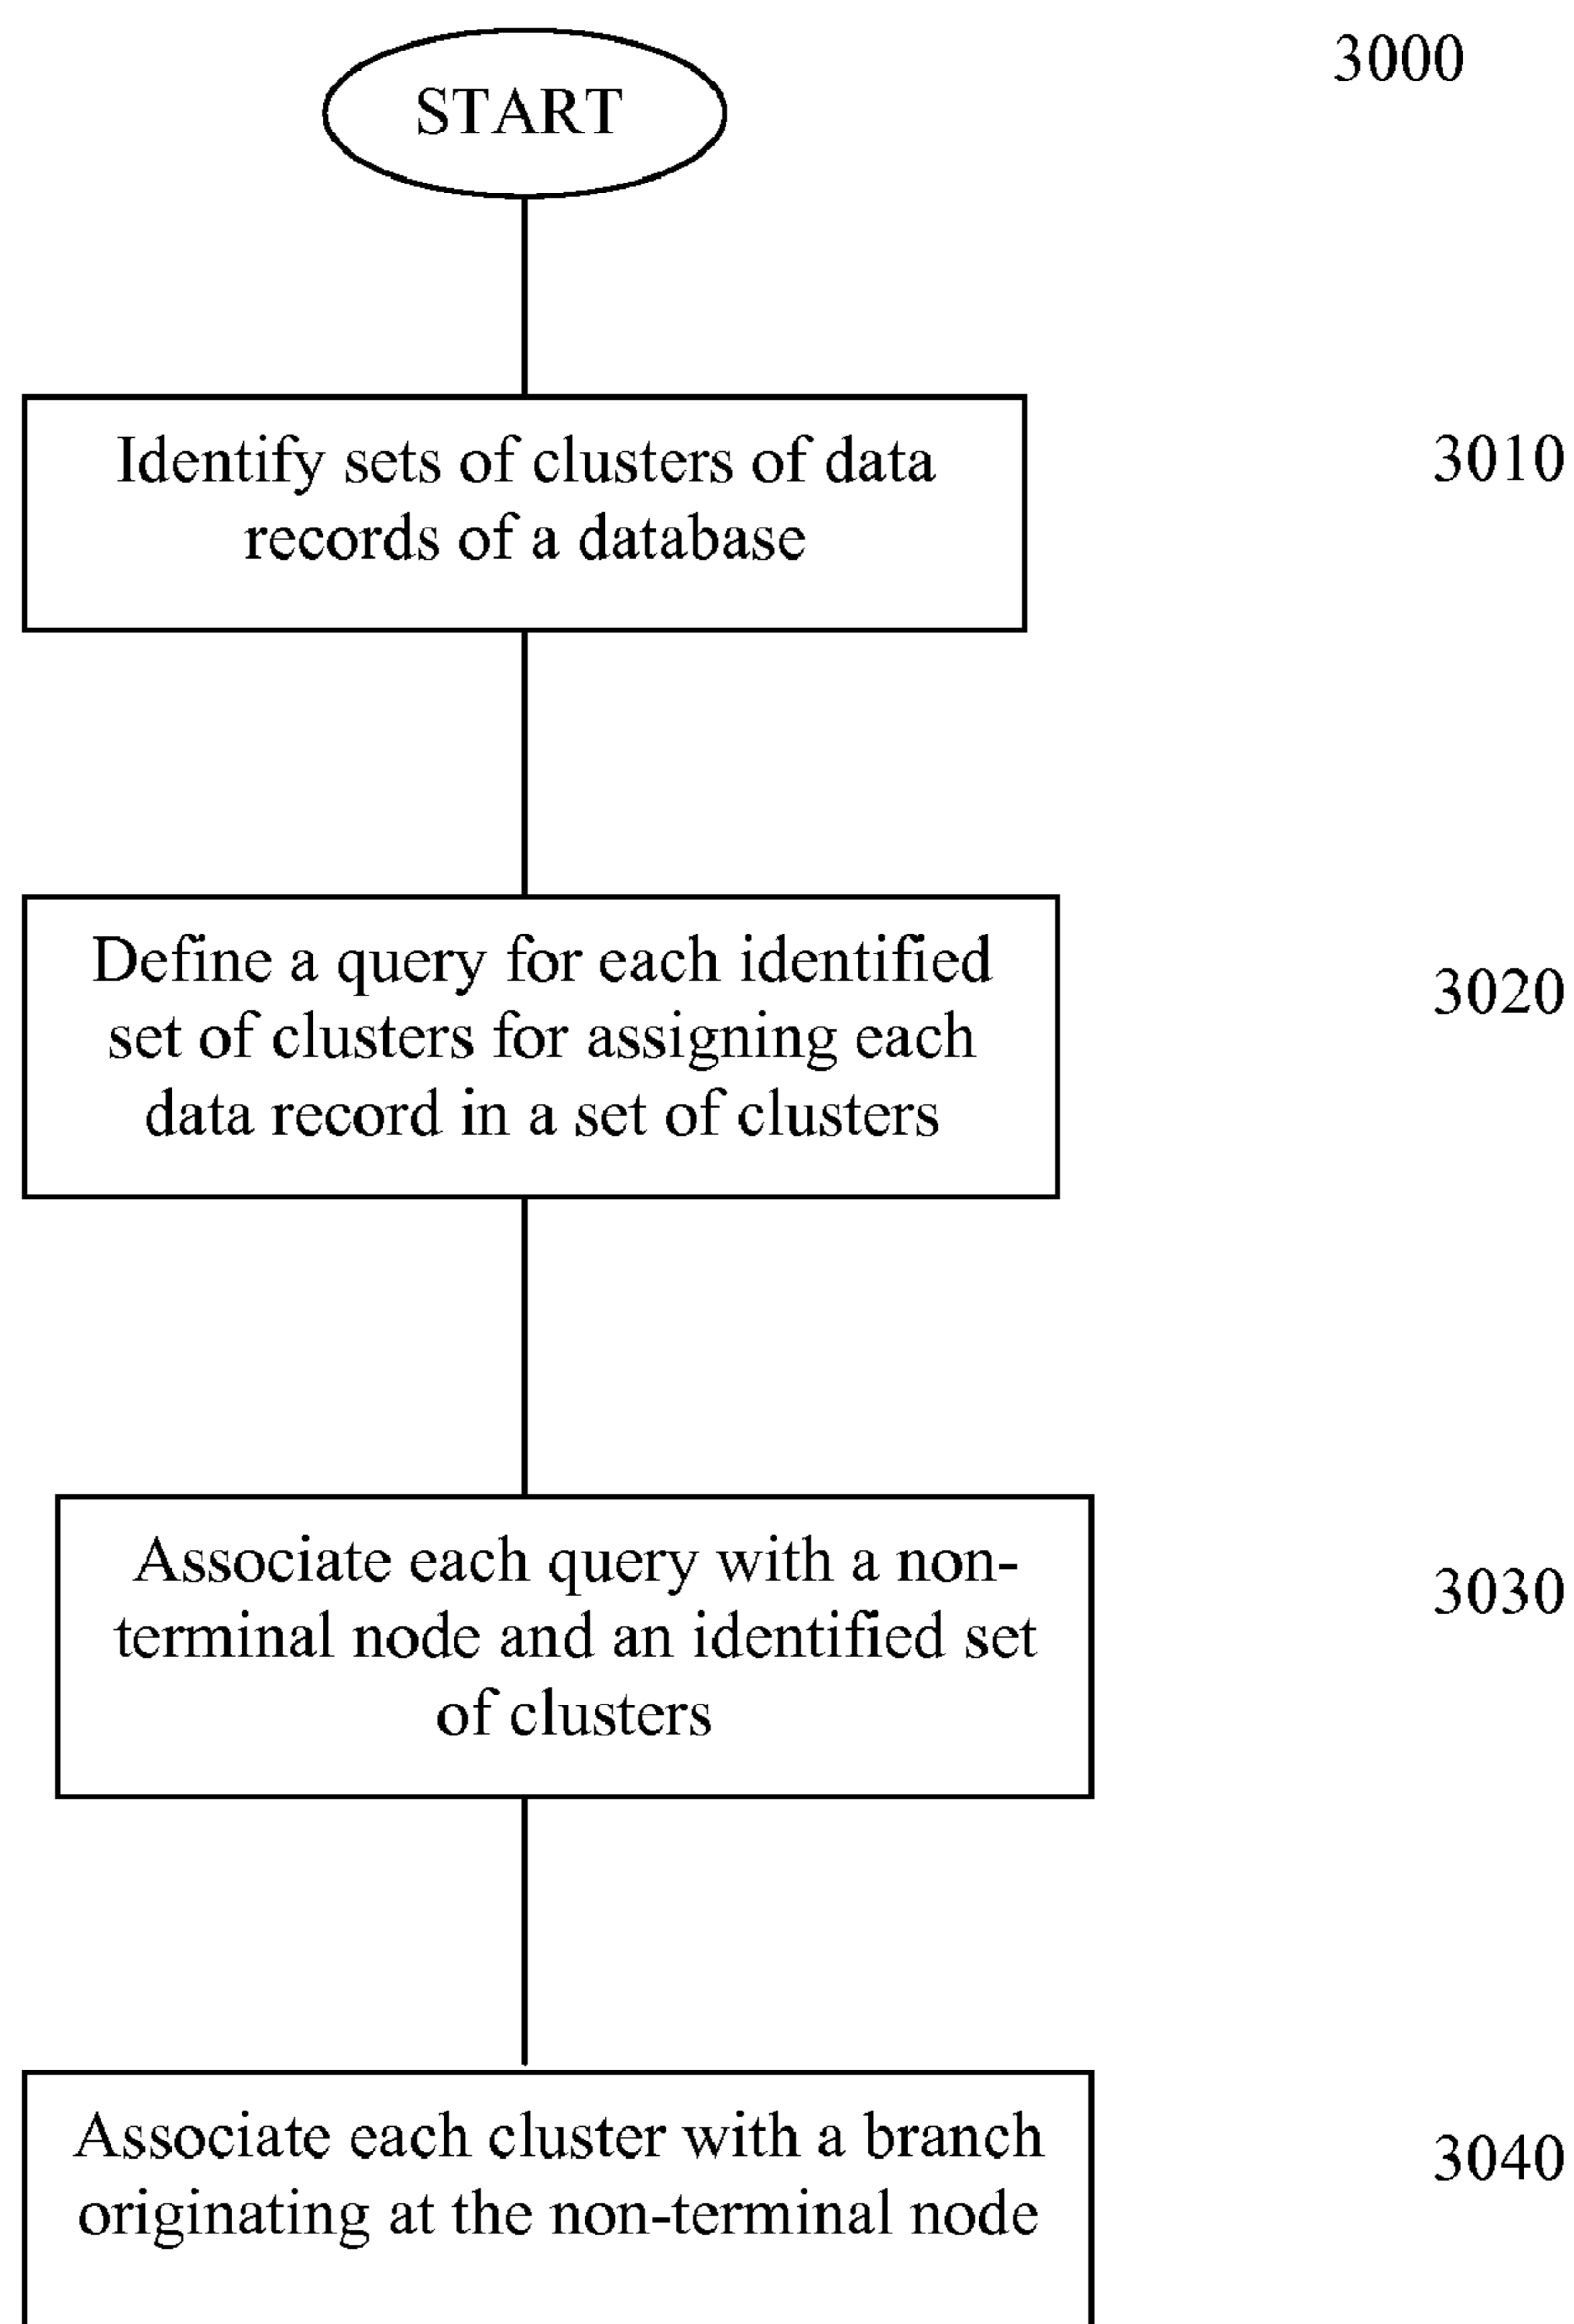 START
3000
Identify sets of clusters of data
records of a database
3010
Define a query for each identified
set of clusters for assigning each
data record in a set of clusters
3020
Associate each query with a non-
terminal node and an identified set
of clusters
3030
Associate each cluster with a branch
originating at the non-terminal node
3040